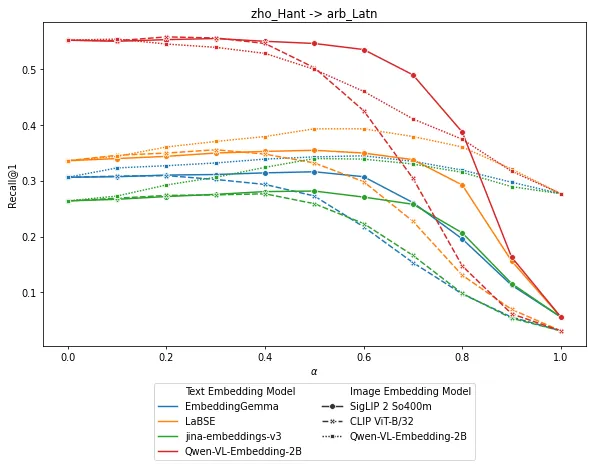 zho_Hant -> arb_Latn
Recall@1
0.5
0.4
0.3
0.2
0.1
0.0 0.2 0.4 0.6 0.8 1.0
α
Text Embedding Model Image Embedding Model
EmbeddingGemma SigLIP 2 So400m
LaBSE CLIP ViT-B/32
jina-embeddings-v3 Qwen-VL-Embedding-2B
Qwen-VL-Embedding-2B